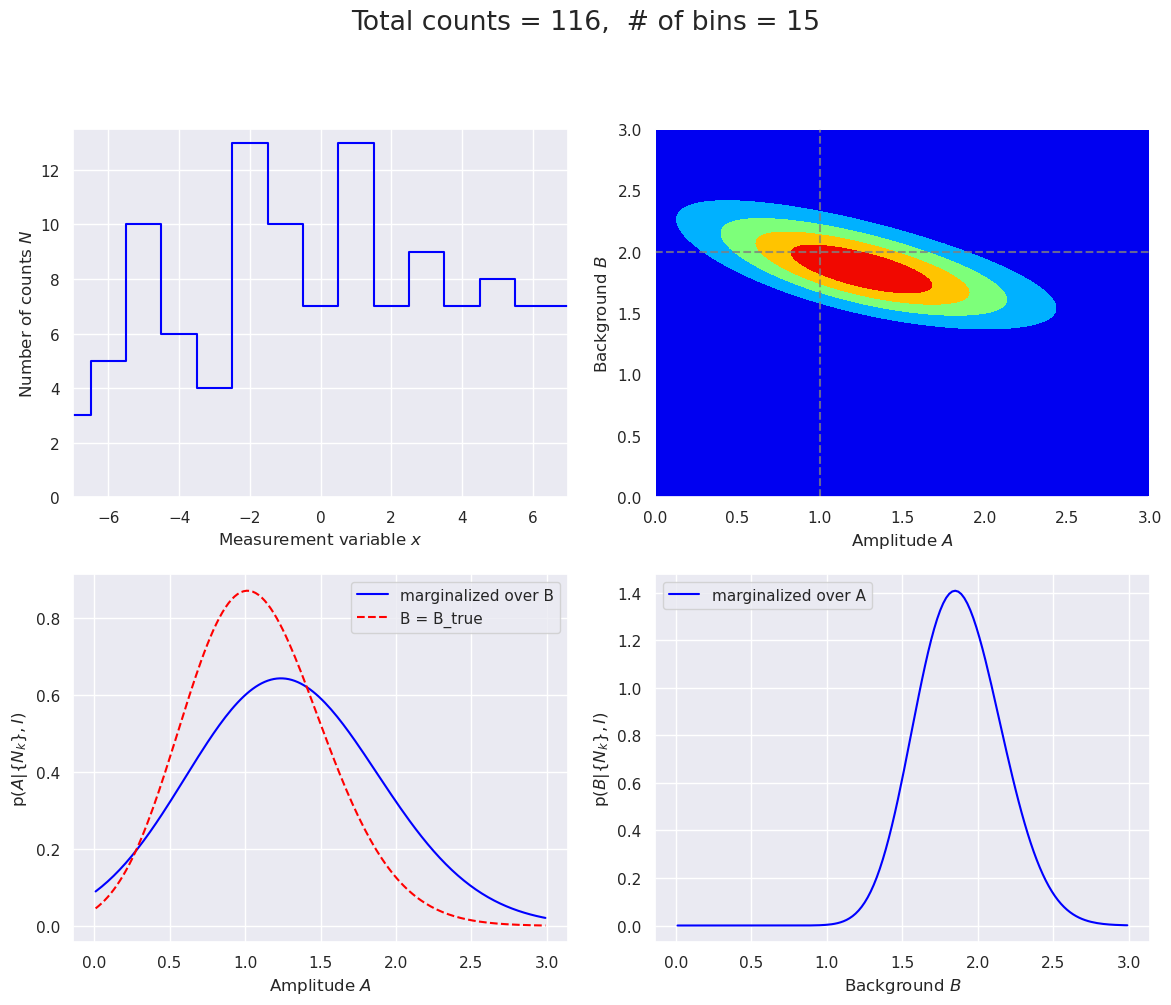 Total counts = 116,  # of bins = 15
Number of counts N
12
10
8
6
4
2
0
−6 −4 −2 0 2 4 6
Measurement variable x
Background B
3.0
2.5
2.0
1.5
1.0
0.5
0.0
0.0 0.5 1.0 1.5 2.0 2.5 3.0
Amplitude A
p(A|{N_k}, I)
0.8
0.6
0.4
0.2
0.0
marginalized over B
B = B_true
0.0 0.5 1.0 1.5 2.0 2.5 3.0
Amplitude A
p(B|{N_k}, I)
1.4
1.2
1.0
0.8
0.6
0.4
0.2
0.0
marginalized over A
0.0 0.5 1.0 1.5 2.0 2.5 3.0
Background B